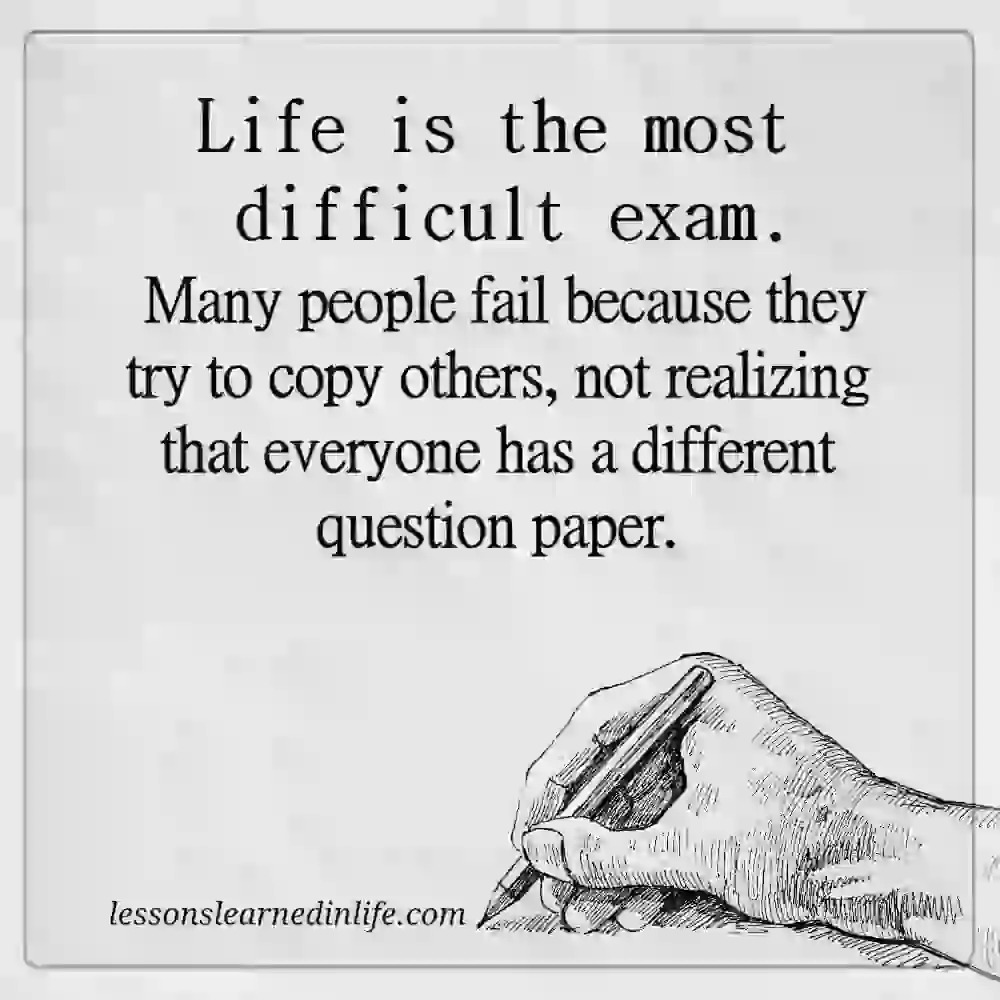 Life is the most
difficult exam.
Many people fail because they
try to copy others, not realizing
that everyone has a different
question paper.
lessonslearnedinlife.com